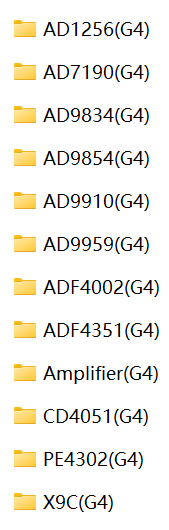 AD1256(G4)
AD7190(G4)
AD9834(G4)
AD9854(G4)
AD9910(G4)
AD9959(G4)
ADF4002(G4)
ADF4351(G4)
Amplifier(G4)
CD4051(G4)
PE4302(G4)
X9C(G4)